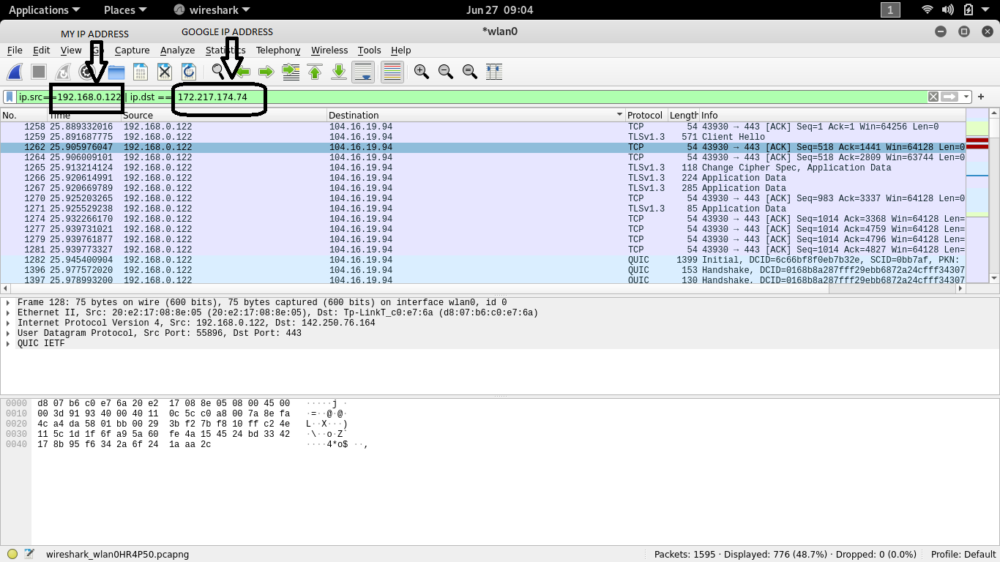 Applications Places wireshark Jun 27 09:04 1
MY IP ADDRESS GOOGLE IP ADDRESS *wlan0
File Edit View Go Capture Analyze Statistics Telephony Wireless Tools Help
ip.src==192.168.0.122 | ip.dst == 172.217.174.74 +
No. Time Source Destination Protocol Length Info
1258 25.889332016 192.168.0.122 104.16.19.94 TCP 54 43930 → 443 [ACK] Seq=1 Ack=1 Win=64256 Len=0
1259 25.891687775 192.168.0.122 104.16.19.94 TLSv1.3 571 Client Hello
1262 25.905976047 192.168.0.122 104.16.19.94 TCP 54 43930 → 443 [ACK] Seq=518 Ack=1441 Win=64128 Len=0
1264 25.906009101 192.168.0.122 104.16.19.94 TCP 54 43930 → 443 [ACK] Seq=518 Ack=2809 Win=63744 Len=0
1265 25.913214124 192.168.0.122 104.16.19.94 TLSv1.3 118 Change Cipher Spec, Application Data
1266 25.920614991 192.168.0.122 104.16.19.94 TLSv1.3 224 Application Data
1267 25.920669789 192.168.0.122 104.16.19.94 TLSv1.3 285 Application Data
1270 25.925203265 192.168.0.122 104.16.19.94 TCP 54 43930 → 443 [ACK] Seq=983 Ack=3337 Win=64128 Len=0
1271 25.925529238 192.168.0.122 104.16.19.94 TLSv1.3 85 Application Data
1274 25.932266170 192.168.0.122 104.16.19.94 TCP 54 43930 → 443 [ACK] Seq=1014 Ack=3368 Win=64128 Len=
1277 25.939731021 192.168.0.122 104.16.19.94 TCP 54 43930 → 443 [ACK] Seq=1014 Ack=4759 Win=64128 Len=
1279 25.939761877 192.168.0.122 104.16.19.94 TCP 54 43930 → 443 [ACK] Seq=1014 Ack=4796 Win=64128 Len=
1281 25.939773327 192.168.0.122 104.16.19.94 TCP 54 43930 → 443 [ACK] Seq=1014 Ack=4827 Win=64128 Len=
1282 25.945400904 192.168.0.122 104.16.19.94 QUIC 1399 Initial, DCID=6c66bf8f0eb7b32e, SCID=0bb7af, PKN:
1396 25.977572020 192.168.0.122 104.16.19.94 QUIC 153 Handshake, DCID=0168b8a287fff29ebb6872a24cfff34307
1397 25.978993200 192.168.0.122 104.16.19.94 QUIC 130 Handshake, DCID=0168b8a287fff29ebb6872a24cfff34307
Frame 128: 75 bytes on wire (600 bits), 75 bytes captured (600 bits) on interface wlan0, id 0
Ethernet II, Src: 20:e2:17:08:8e:05 (20:e2:17:08:8e:05), Dst: Tp-LinkT_c0:e7:6a (d8:07:b6:c0:e7:6a)
Internet Protocol Version 4, Src: 192.168.0.122, Dst: 142.250.76.164
User Datagram Protocol, Src Port: 55896, Dst Port: 443
QUIC IETF
0000 d8 07 b6 c0 e7 6a 20 e2 17 08 8e 05 08 00 45 00 ·····j ·
0010 00 3d 91 93 40 00 40 11 0c 5c c0 a8 00 7a 8e fa ·=··@·@·
0020 4c a4 da 58 01 bb 00 29 3b f2 7b f8 10 ff c2 4e L··X···)
0030 11 5c 1d 1f 6f a9 5a 60 fe 4a 15 45 24 bd 33 42 ·\··o·Z`
0040 17 8b 95 f6 34 2a 6f 24 1a aa 2c ····4*o$ ··,
wireshark_wlan0HR4P50.pcapng Packets: 1595 · Displayed: 776 (48.7%) · Dropped: 0 (0.0%) Profile: Default